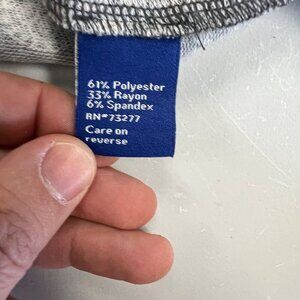 61% Polyester
33% Rayon
6% Spandex
RN#73277
Care on
reverse